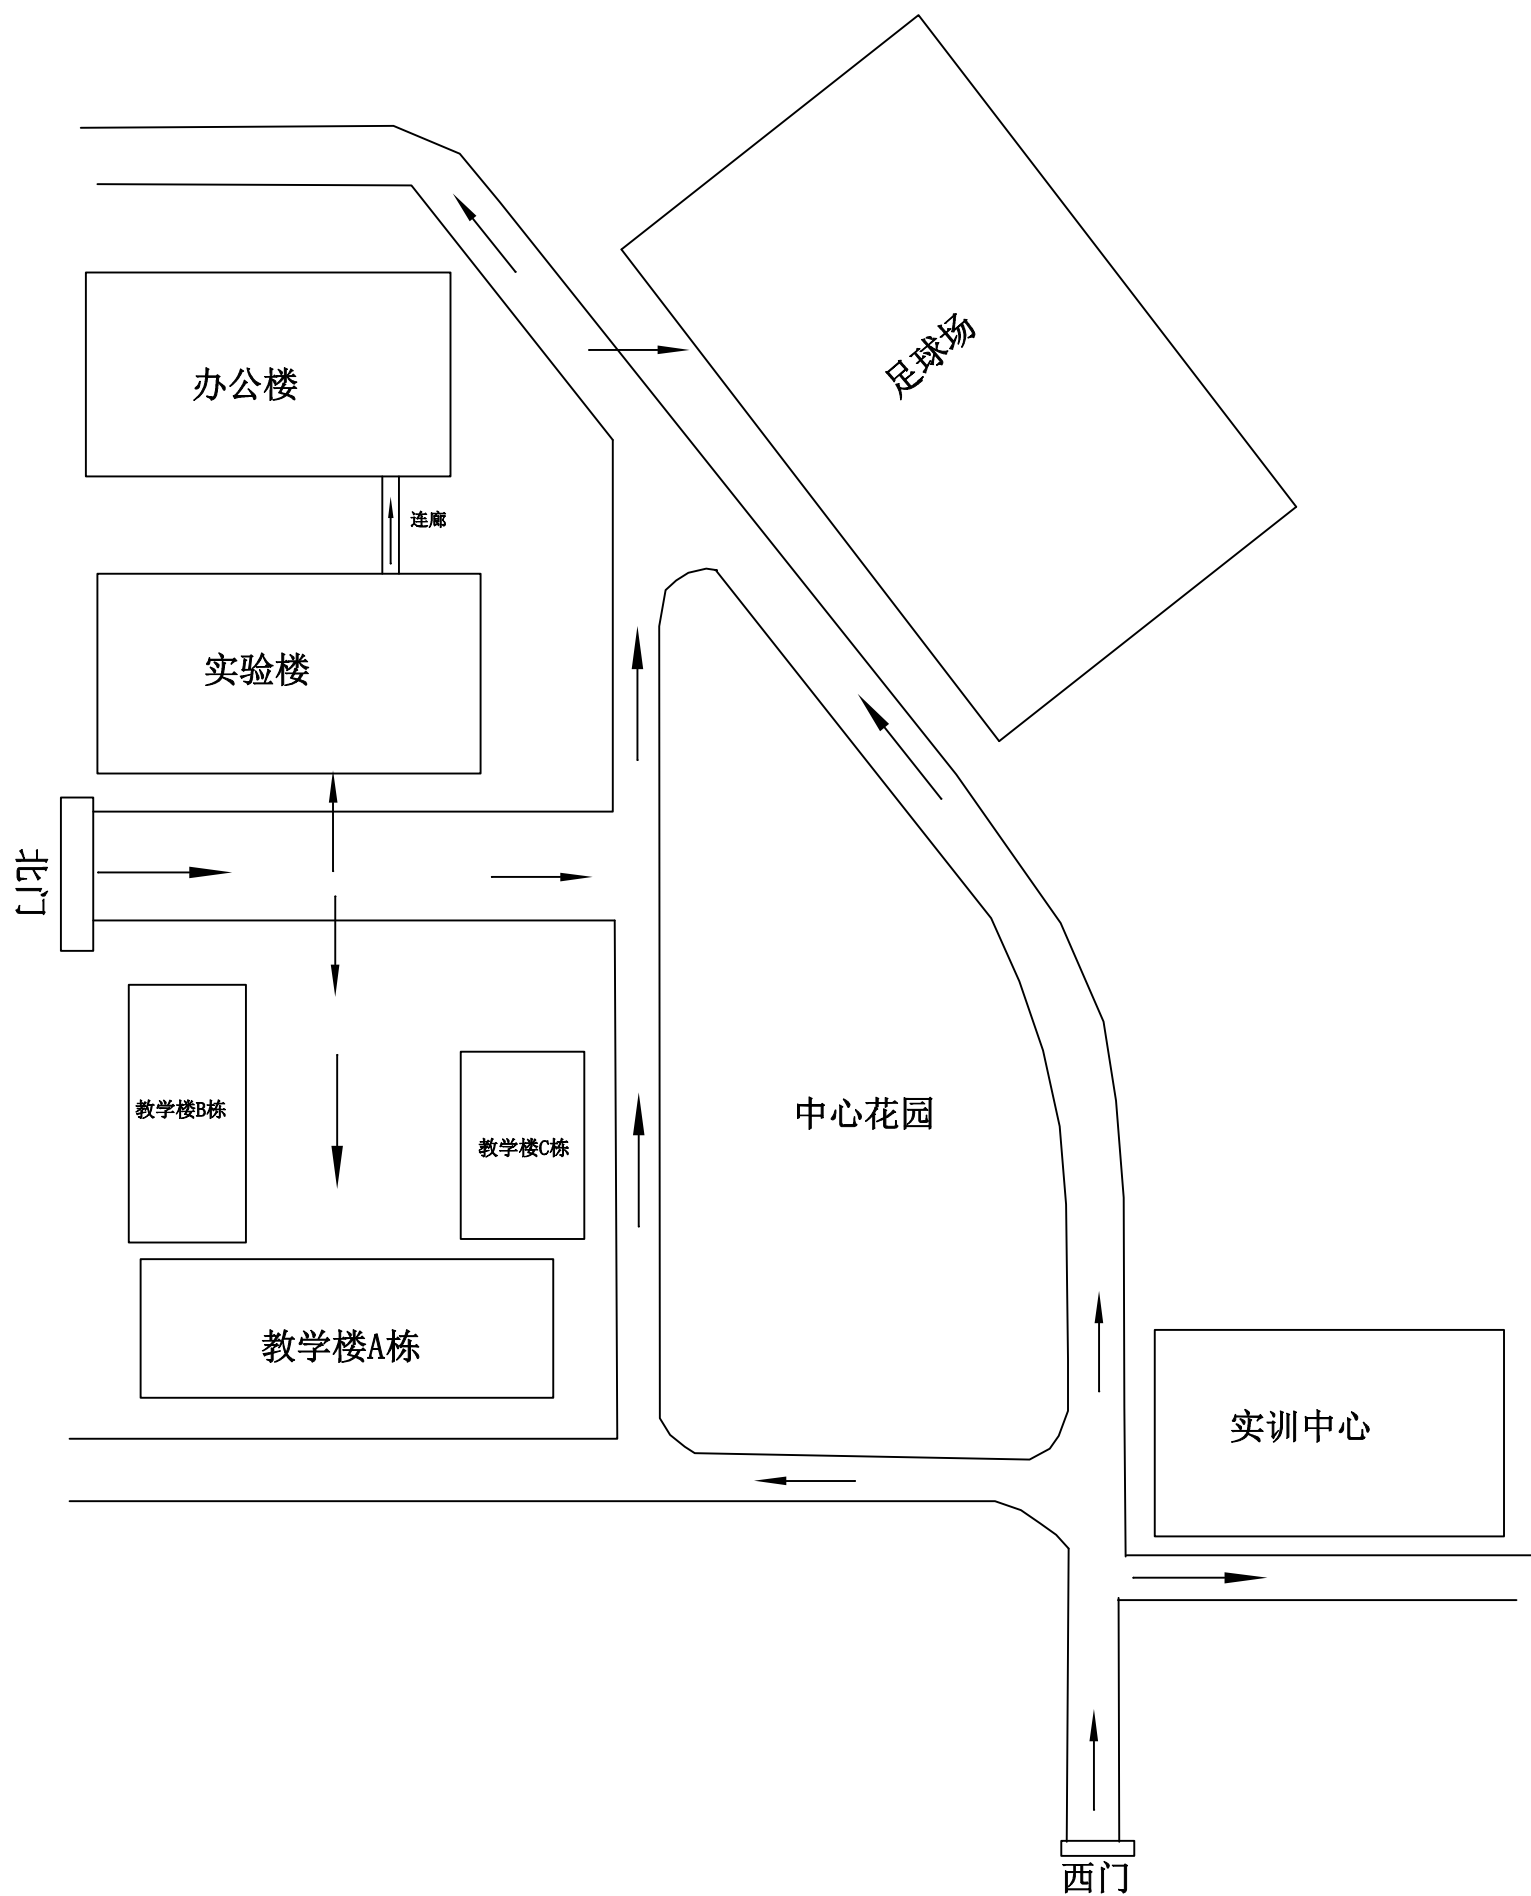 足球场
办公楼
连廊
实验楼
北门
教学楼B栋
中心花园
教学楼C栋
教学楼A栋
实训中心
西门